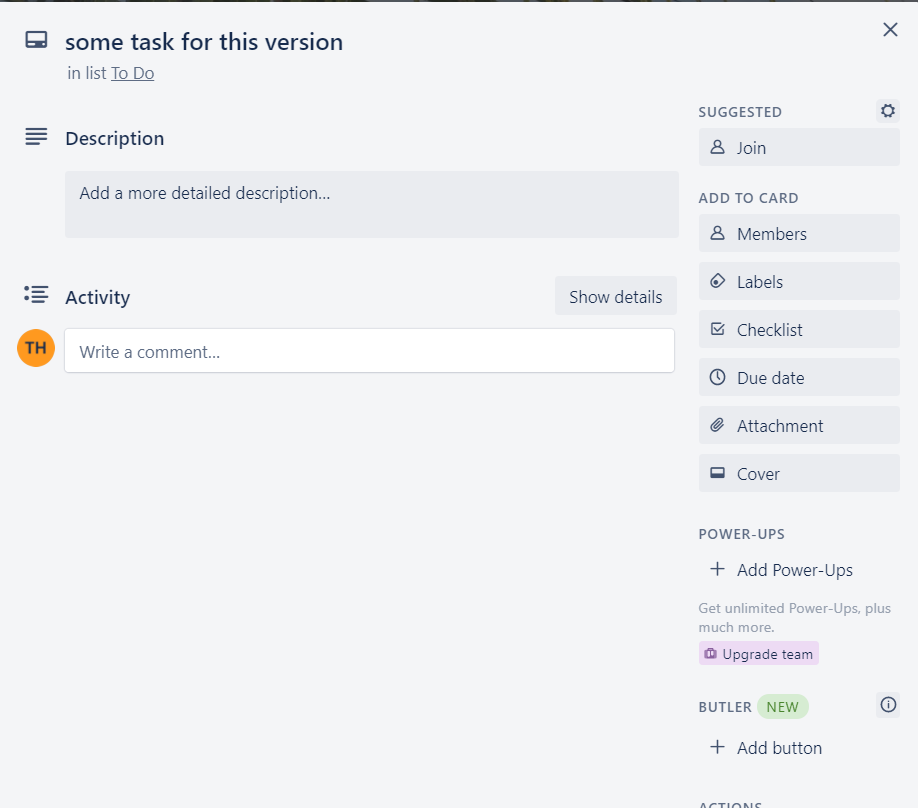 some task for this version
in list To Do
Description
Add a more detailed description...
Activity
Show details
TH
Write a comment...
SUGGESTED
Join
ADD TO CARD
Members
Labels
Checklist
Due date
Attachment
Cover
POWER-UPS
Add Power-Ups
Get unlimited Power-Ups, plus
much more.
Upgrade team
BUTLER NEW
Add button
ACTIONS